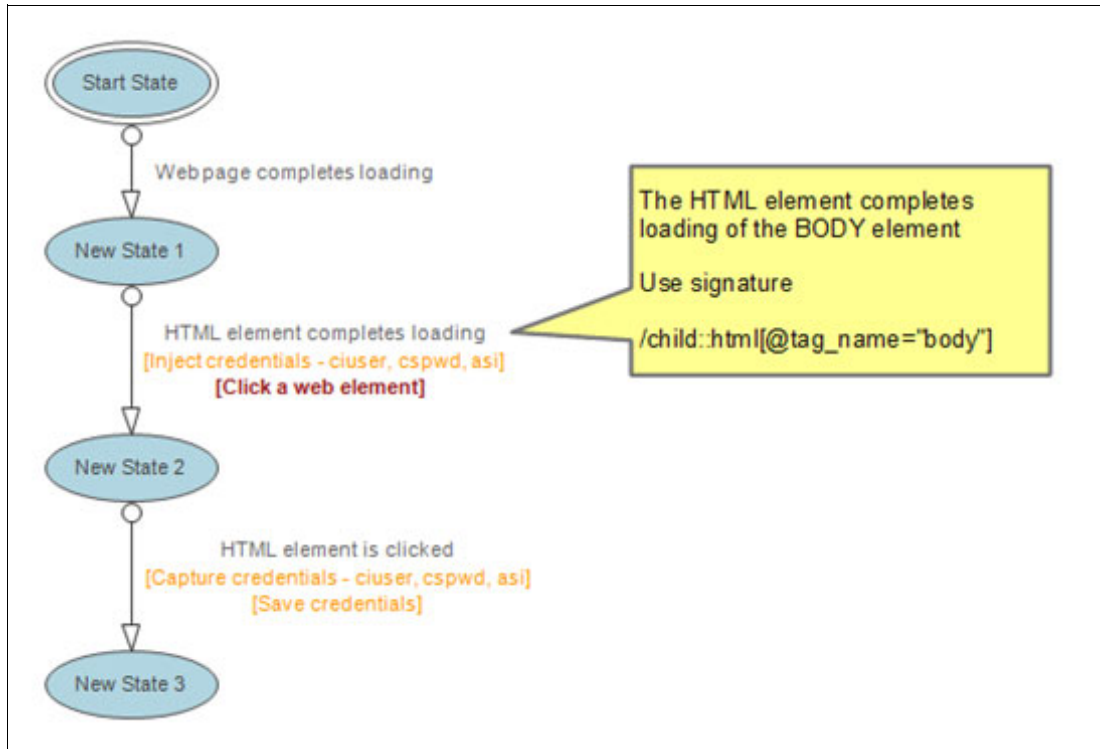 Start State
Web page completes loading
New State 1
The HTML element completes
loading of the BODY element
Use signature
/child::html[@tag_name="body"]
HTML element completes loading
[Inject credentials - ciuser, cspwd, asi]
[Click a web element]
New State 2
HTML element is clicked
[Capture credentials - ciuser, cspwd, asi]
[Save credentials]
New State 3